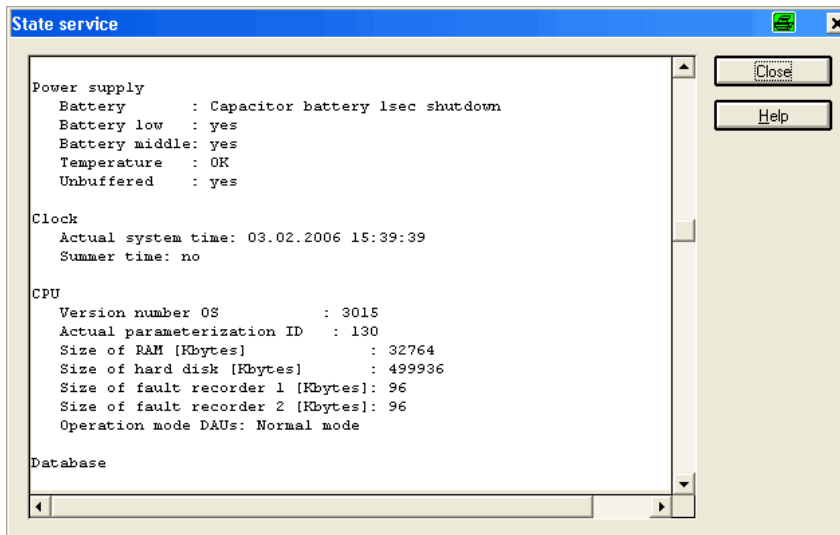 State service
Power supply
Battery : Capacitor battery 1sec shutdown
Battery low : yes
Battery middle: yes
Temperature : OK
Unbuffered : yes
Clock
Actual system time: 03.02.2006 15:39:39
Summer time: no
CPU
Version number OS : 3015
Actual parameterization ID : 130
Size of RAM [Kbytes] : 32764
Size of hard disk [Kbytes] : 499936
Size of fault recorder 1 [Kbytes]: 96
Size of fault recorder 2 [Kbytes]: 96
Operation mode DAUs: Normal mode
Database
Close
Help